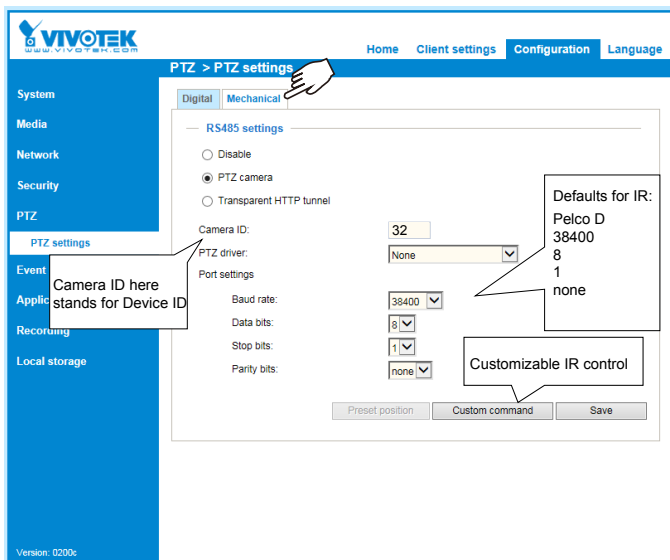 VIVOTEK
www.vivotek.com
Home Client settings Configuration Language
PTZ > PTZ settings
System
Media
Network
Security
PTZ
PTZ settings
Event
Applic
Recording
Local storage
Version: 0200c
Digital Mechanical
RS485 settings
Disable
PTZ camera
Transparent HTTP tunnel
Camera ID: 32
PTZ driver: None
Port settings
Baud rate: 38400
Data bits: 8
Stop bits: 1
Parity bits: none
Preset position Custom command Save
Camera ID here
stands for Device ID
Defaults for IR:
Pelco D
38400
8
1
none
Customizable IR control